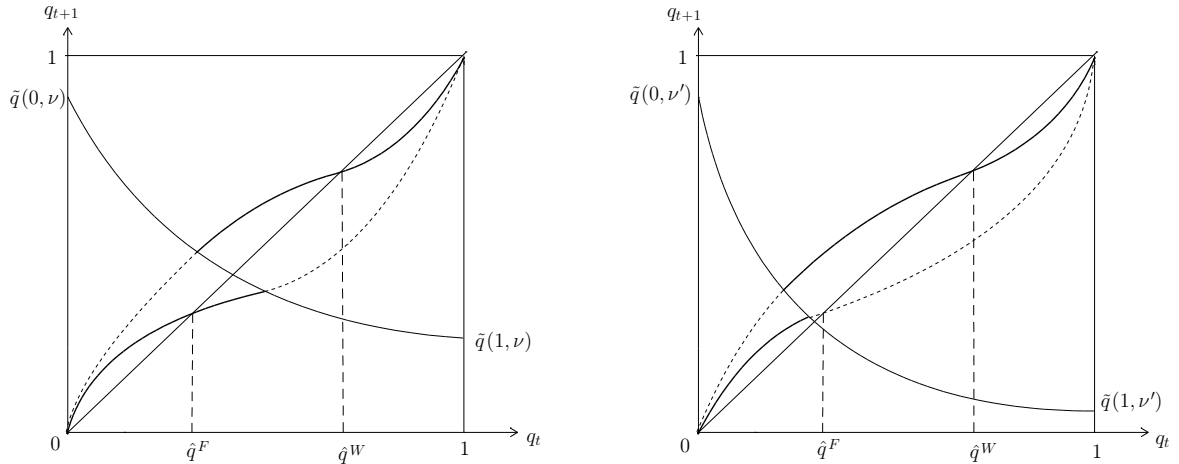 q_{t+1}
1
q̃(0, ν)
q̃(1, ν)
0
q̂^F
q̂^W
1
q_t
q_{t+1}
1
q̃(0, ν′)
q̃(1, ν′)
0
q̂^F
q̂^W
1
q_t